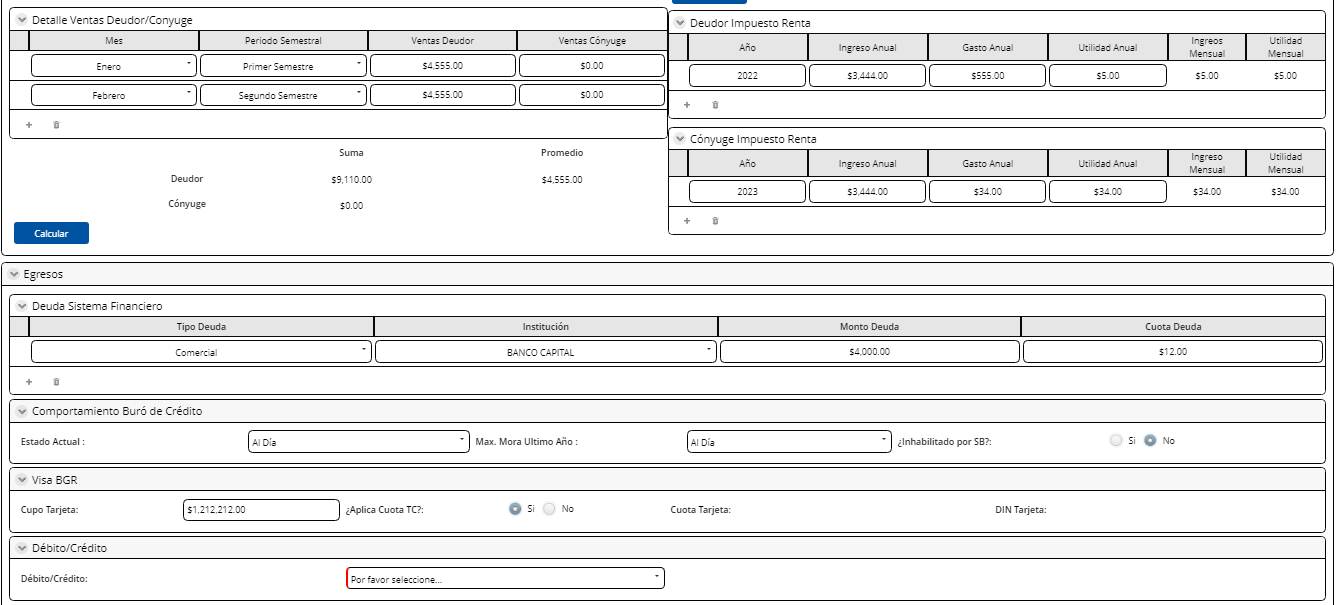 Detalle Ventas Deudor/Conyuge
Mes Periodo Semestral Ventas Deudor Ventas Cónyuge
Enero Primer Semestre $4,555.00 $0.00
Febrero Segundo Semestre $4,555.00 $0.00
+
Suma Promedio
Deudor $9,110.00 $4,555.00
Cónyuge $0.00
Calcular
Deudor Impuesto Renta
Año Ingreso Anual Gasto Anual Utilidad Anual Ingreos Mensual Utilidad Mensual
2022 $3,444.00 $555.00 $5.00 $5.00 $5.00
+
Cónyuge Impuesto Renta
Año Ingreso Anual Gasto Anual Utilidad Anual Ingreso Mensual Utilidad Mensual
2023 $3,444.00 $34.00 $34.00 $34.00 $34.00
+
Egresos
Deuda Sistema Financiero
Tipo Deuda Institución Monto Deuda Cuota Deuda
Comercial BANCO CAPITAL $4,000.00 $12.00
+
Comportamiento Buró de Crédito
Estado Actual : Al Día Max. Mora Ultimo Año : Al Día ¿Inhabilitado por SB?: Si No
Visa BGR
Cupo Tarjeta: $1,212,212.00 ¿Aplica Cuota TC?: Si No Cuota Tarjeta: DIN Tarjeta:
Débito/Crédito
Débito/Crédito: Por favor seleccione...